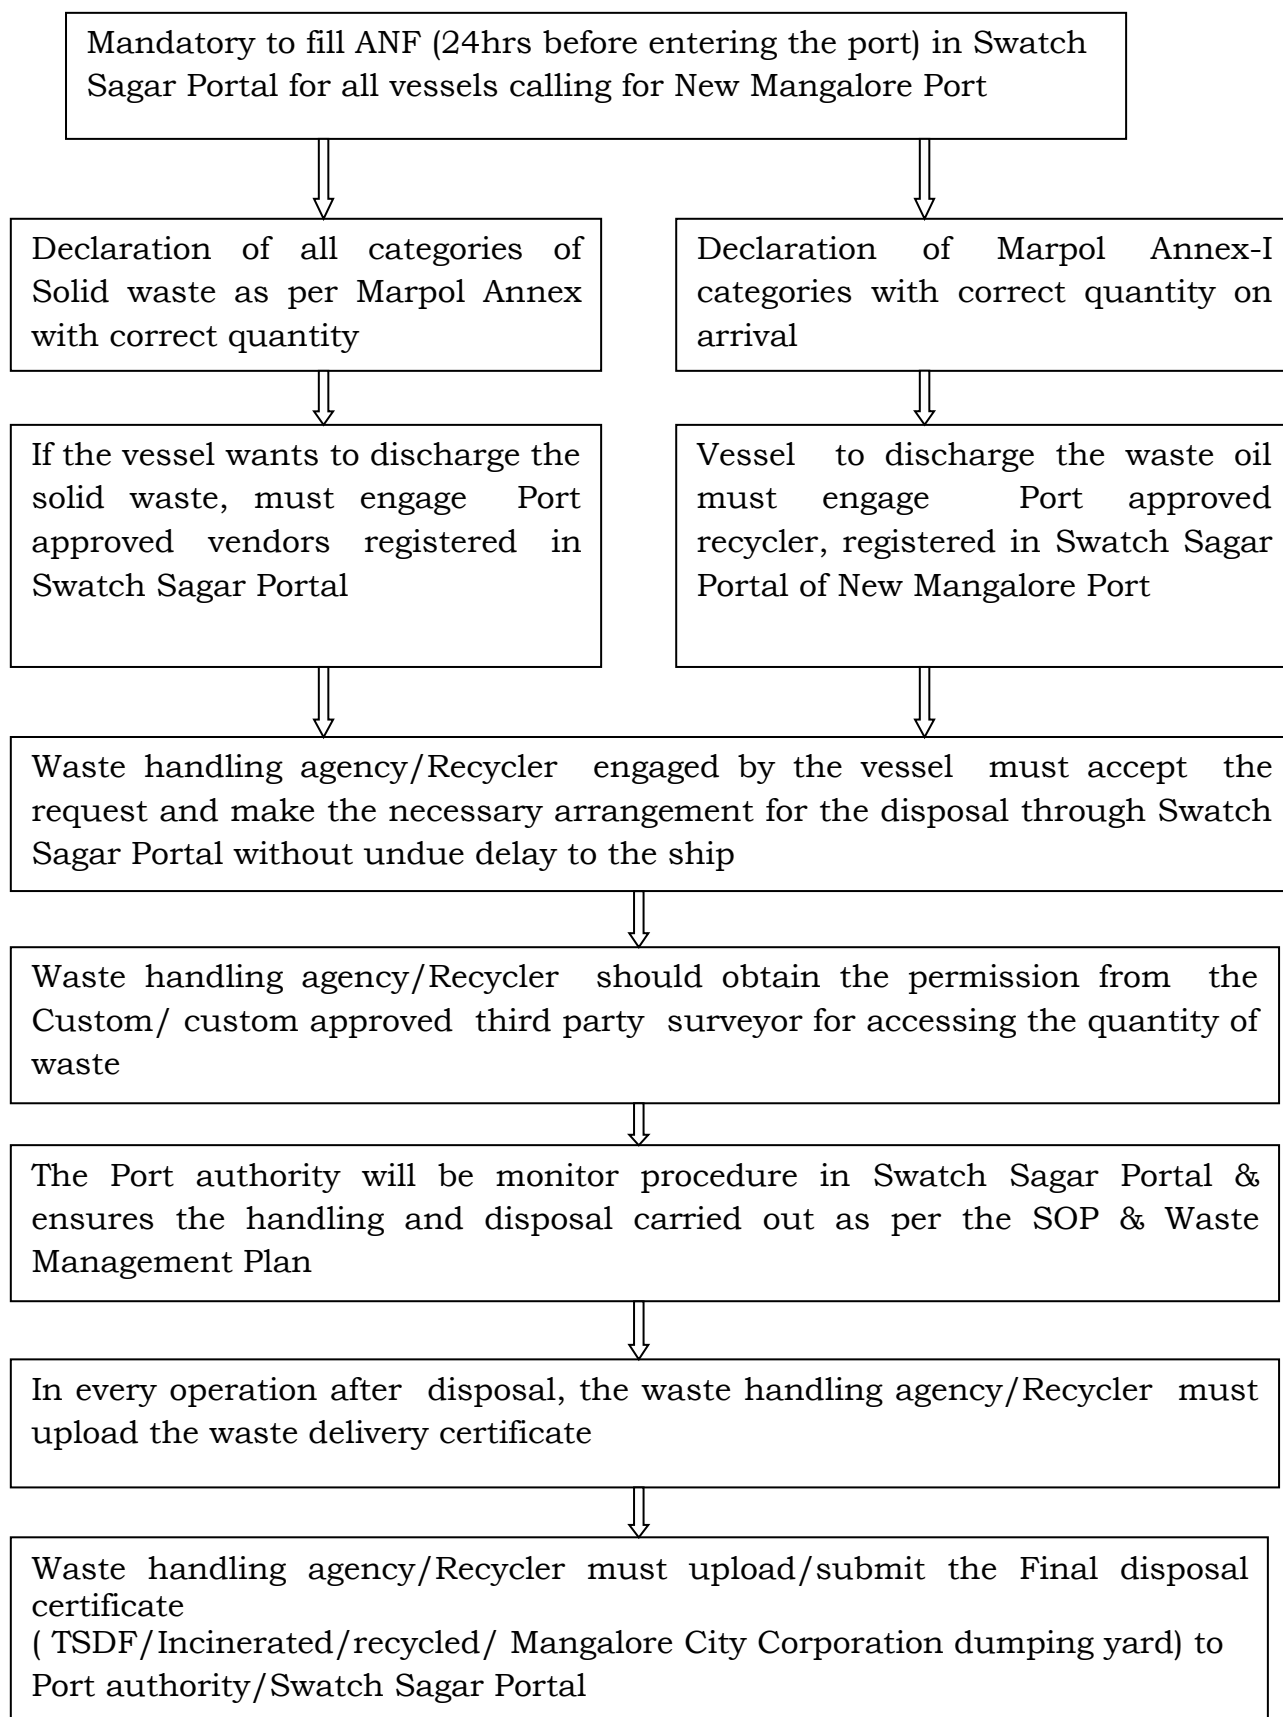 Mandatory to fill ANF (24hrs before entering the port) in Swatch
Sagar Portal for all vessels calling for New Mangalore Port
Declaration of all categories of
Solid waste as per Marpol Annex
with correct quantity
Declaration of Marpol Annex-I
categories with correct quantity on
arrival
If the vessel wants to discharge the
solid waste, must engage Port
approved vendors registered in
Swatch Sagar Portal
Vessel to discharge the waste oil
must engage Port approved
recycler, registered in Swatch Sagar
Portal of New Mangalore Port
Waste handling agency/Recycler engaged by the vessel must accept the
request and make the necessary arrangement for the disposal through Swatch
Sagar Portal without undue delay to the ship
Waste handling agency/Recycler should obtain the permission from the
Custom/ custom approved third party surveyor for accessing the quantity of
waste
The Port authority will be monitor procedure in Swatch Sagar Portal &
ensures the handling and disposal carried out as per the SOP & Waste
Management Plan
In every operation after disposal, the waste handling agency/Recycler must
upload the waste delivery certificate
Waste handling agency/Recycler must upload/submit the Final disposal
certificate
( TSDF/Incinerated/recycled/ Mangalore City Corporation dumping yard) to
Port authority/Swatch Sagar Portal